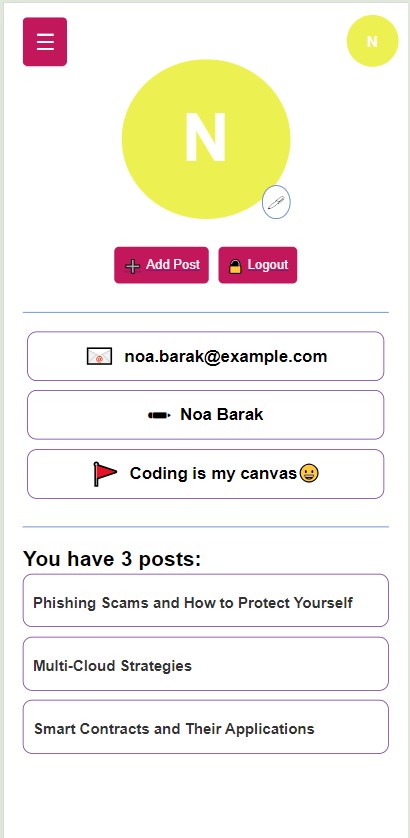 N
N
Add Post Logout
noa.barak@example.com
Noa Barak
Coding is my canvas😀
You have 3 posts:
Phishing Scams and How to Protect Yourself
Multi-Cloud Strategies
Smart Contracts and Their Applications